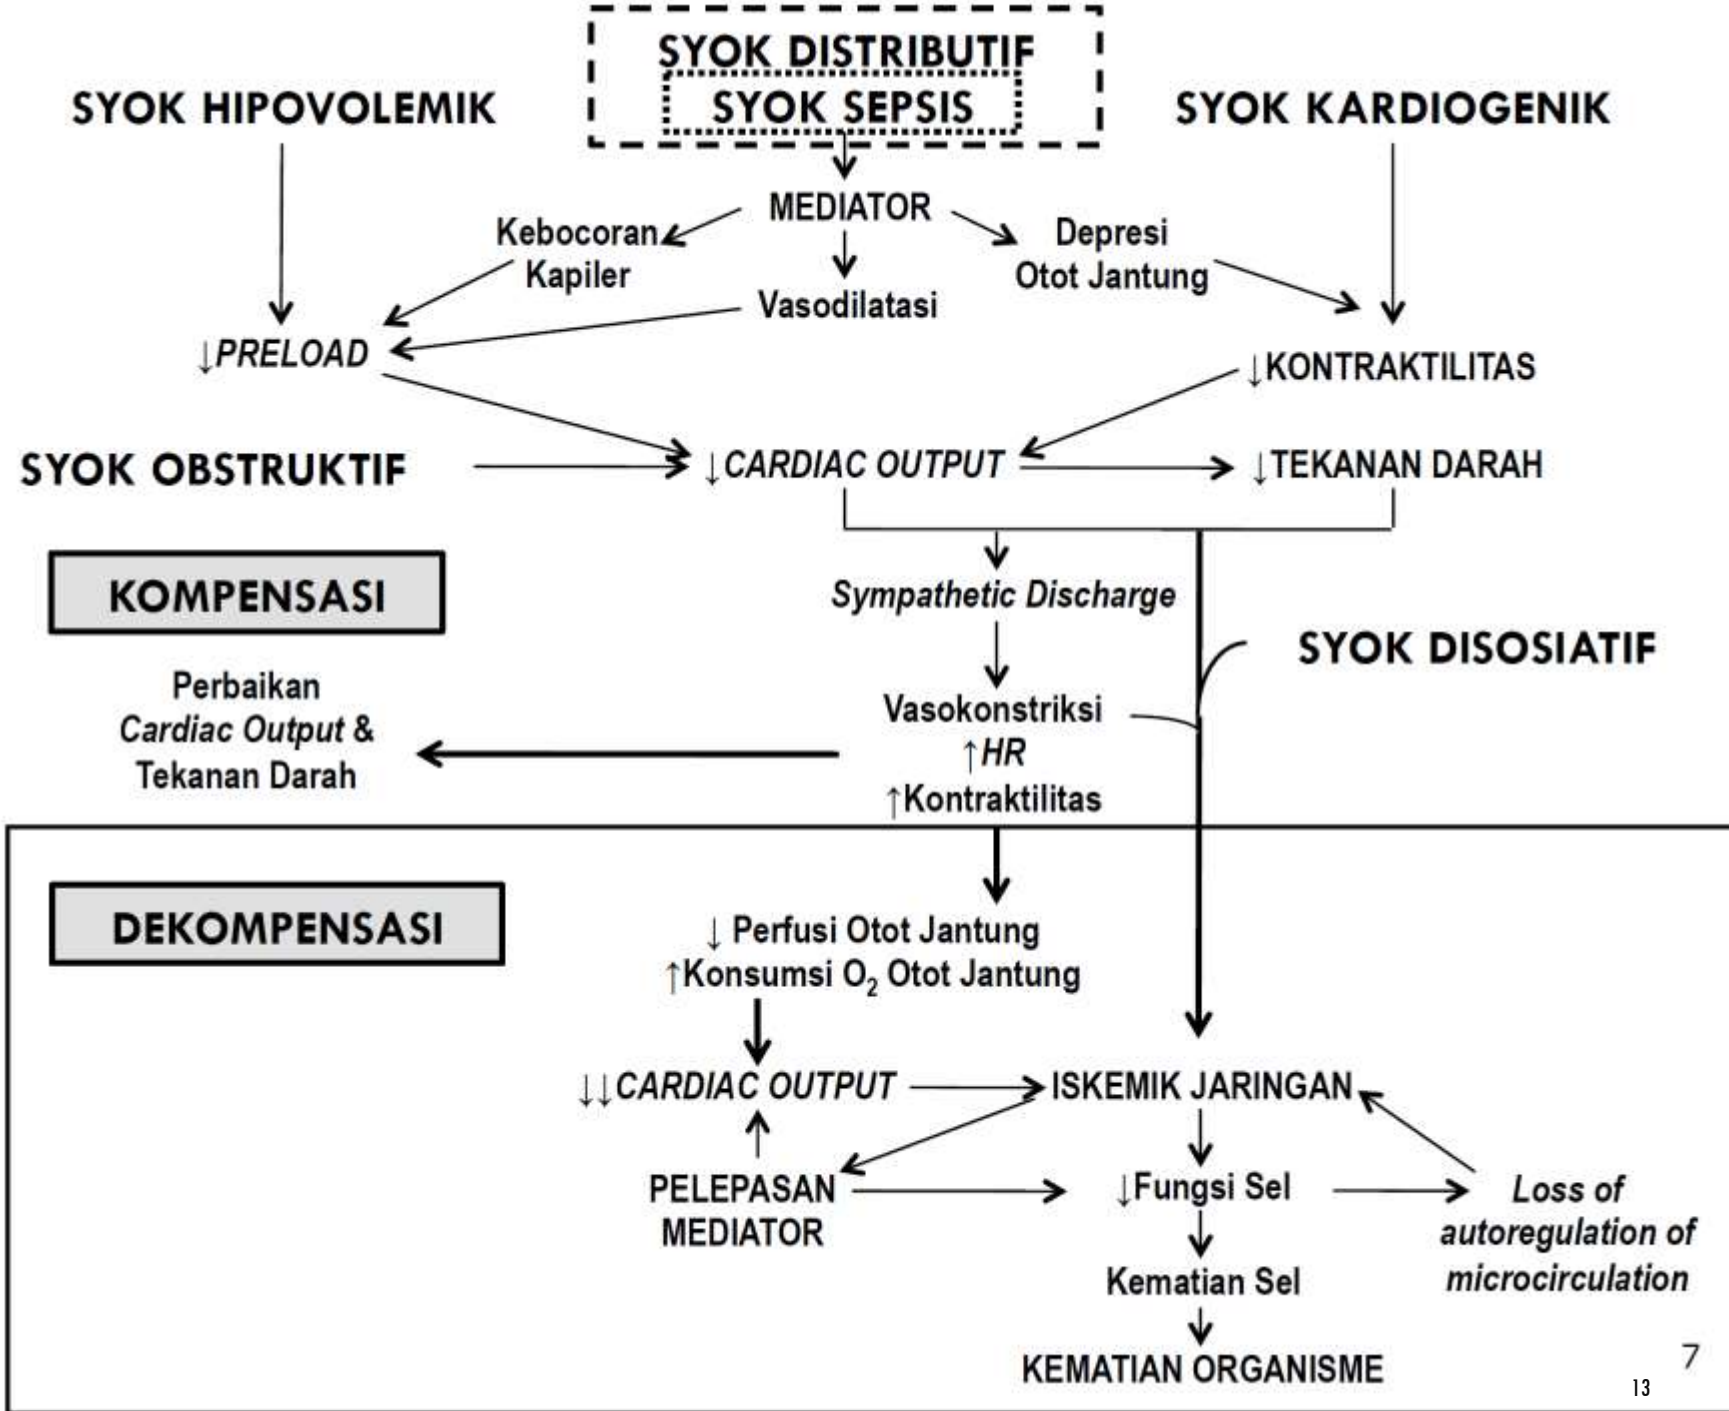 SYOK DISTRIBUTIF
SYOK SEPSIS
SYOK HIPOVOLEMIK
SYOK KARDIOGENIK
MEDIATOR
Kebocoran
Kapiler
Depresi
Otot Jantung
Vasodilatasi
↓PRELOAD
↓KONTRAKTILITAS
SYOK OBSTRUKTIF
↓CARDIAC OUTPUT
↓TEKANAN DARAH
KOMPENSASI
Sympathetic Discharge
SYOK DISOSIATIF
Perbaikan
Cardiac Output &
Tekanan Darah
Vasokonstriksi
↑HR
↑Kontraktilitas
DEKOMPENSASI
↓ Perfusi Otot Jantung
↑Konsumsi O₂ Otot Jantung
↓↓CARDIAC OUTPUT
ISKEMIK JARINGAN
PELEPASAN
MEDIATOR
↓Fungsi Sel
Loss of
autoregulation of
microcirculation
Kematian Sel
KEMATIAN ORGANISME
7
13